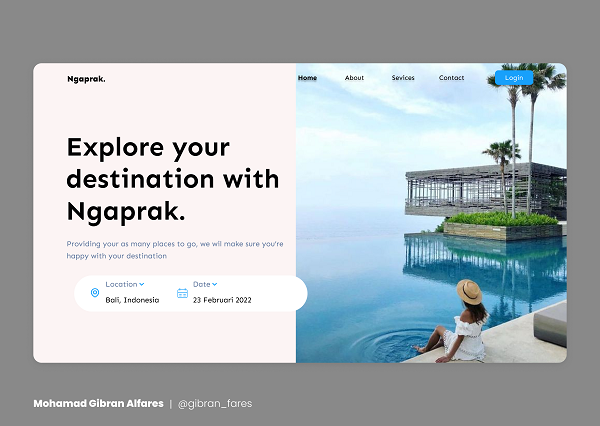 Ngaprak.
Home About Sevices Contact Login
Explore your
destination with
Ngaprak.
Providing your as many places to go, we wil make sure you're
happy with your destination
Location Date
Bali, Indonesia 23 Februari 2022
Mohamad Gibran Alfares | @gibran_fares